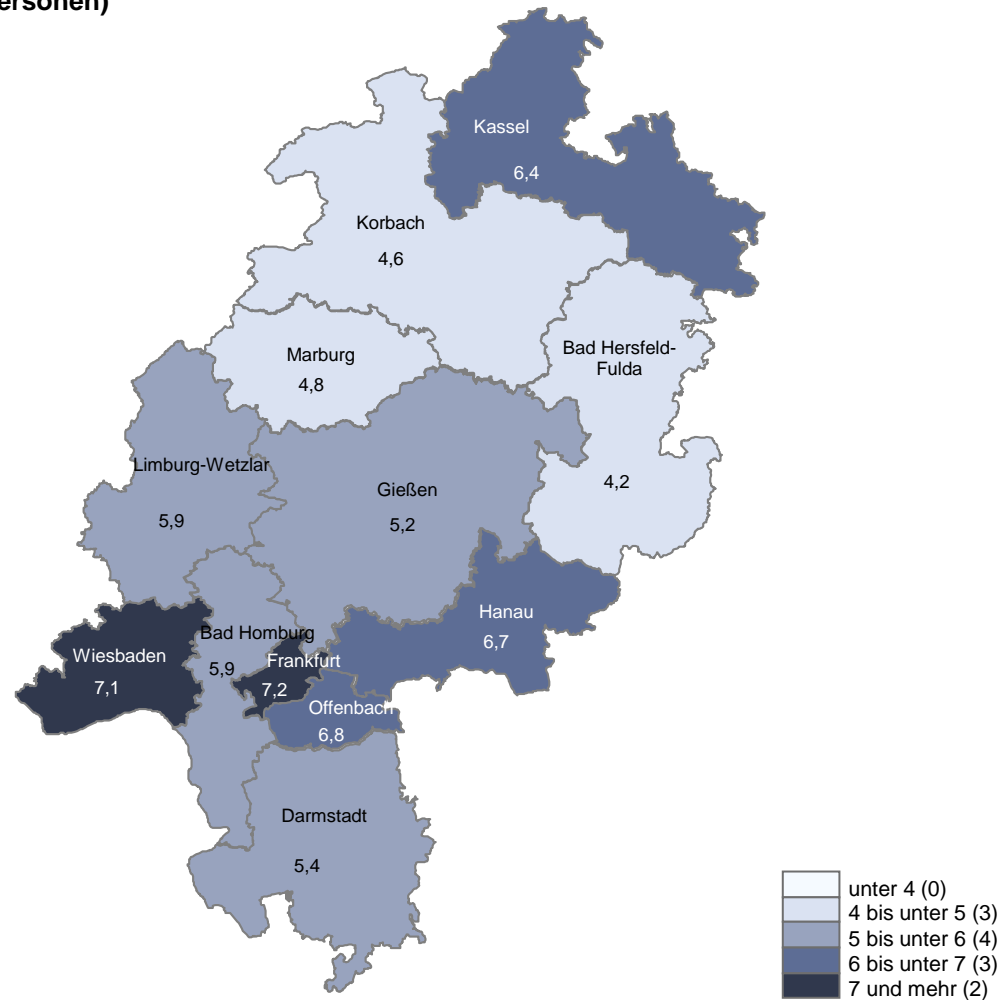 ersonen)
Kassel
6,4
Korbach
4,6
Bad Hersfeld-
Fulda
4,2
Marburg
4,8
Limburg-Wetzlar
5,9
Gießen
5,2
Hanau
6,7
Bad Homburg
5,9
Wiesbaden
7,1
Frankfurt
7,2
Offenbach
6,8
Darmstadt
5,4
unter 4 (0)
4 bis unter 5 (3)
5 bis unter 6 (4)
6 bis unter 7 (3)
7 und mehr (2)